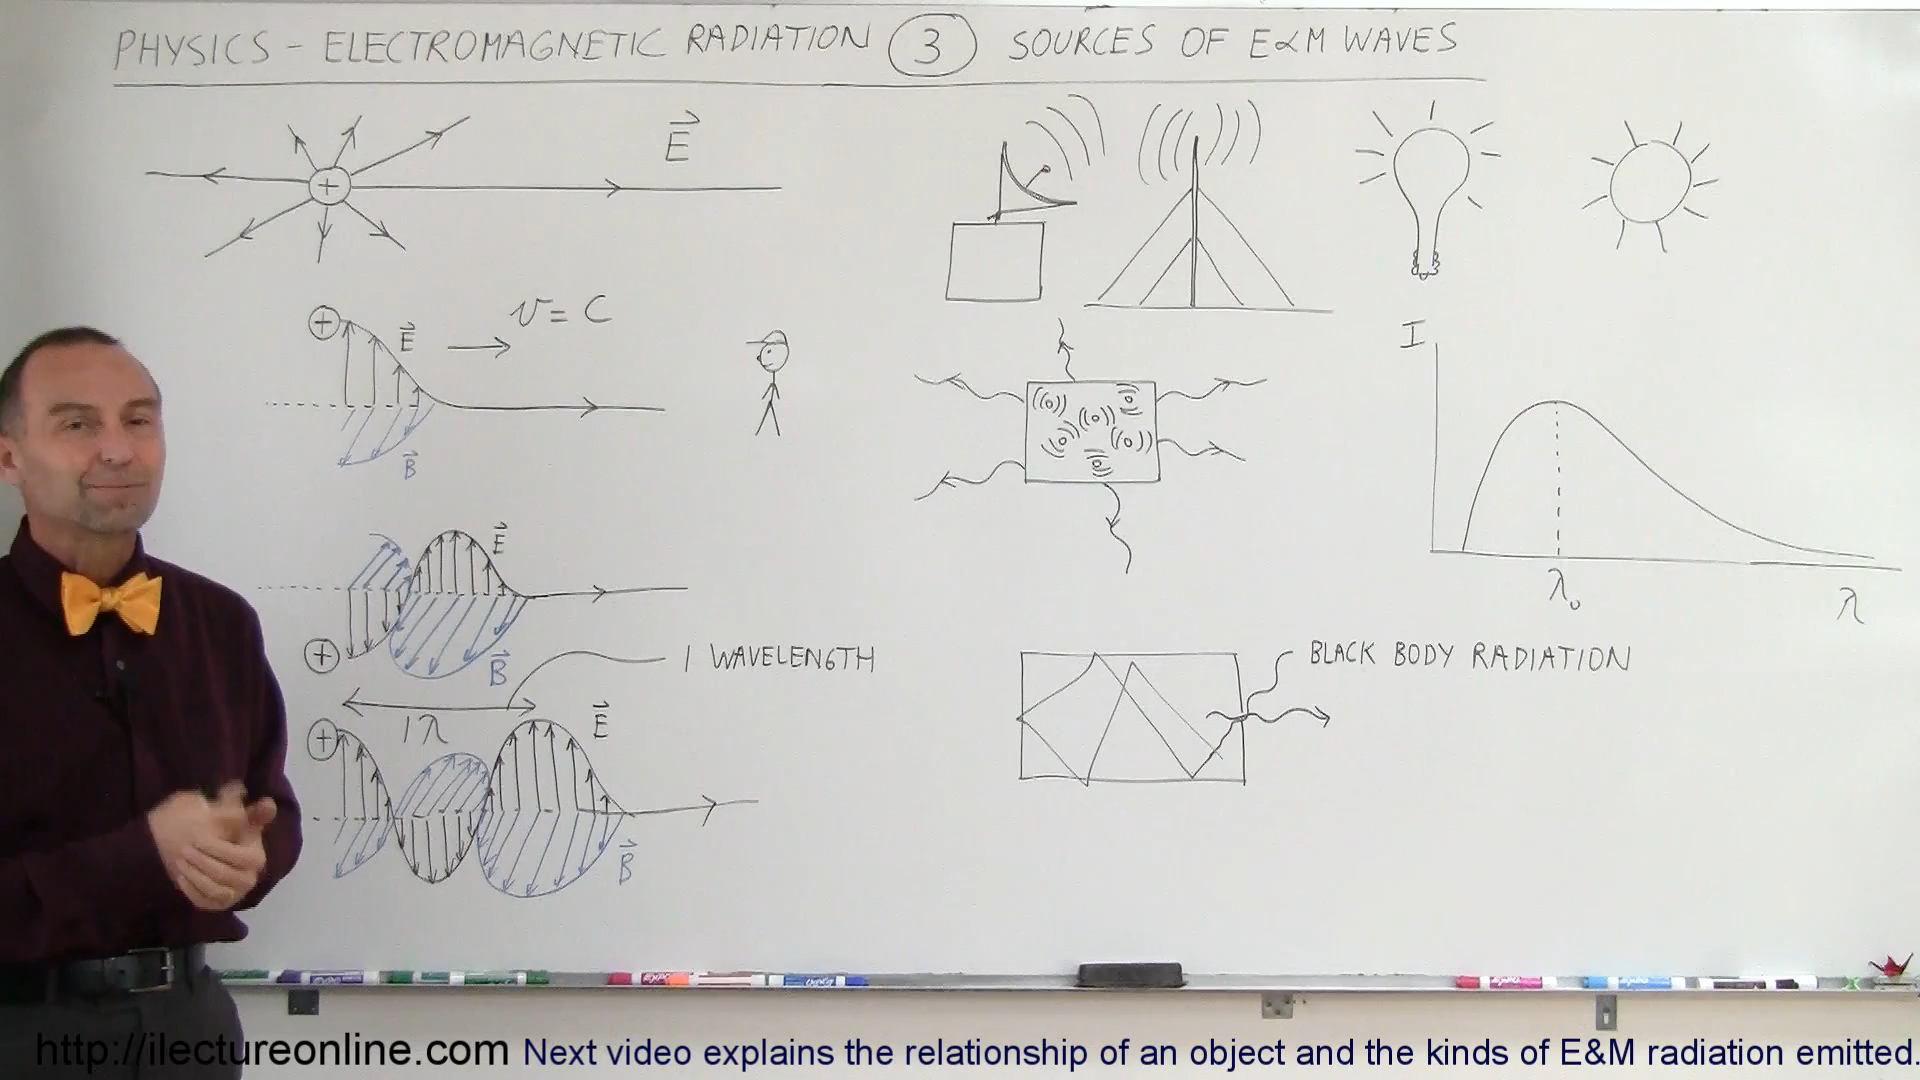 PHYSICS - ELECTROMAGNETIC RADIATION 3 SOURCES OF E&M WAVES
+
E
+
E
v = C
B
I
λ₀
λ
E
+
B
1 WAVELENGTH
BLACK BODY RADIATION
1λ
+
E
B
http://ilectureonline.com Next video explains the relationship of an object and the kinds of E&M radiation emitted.